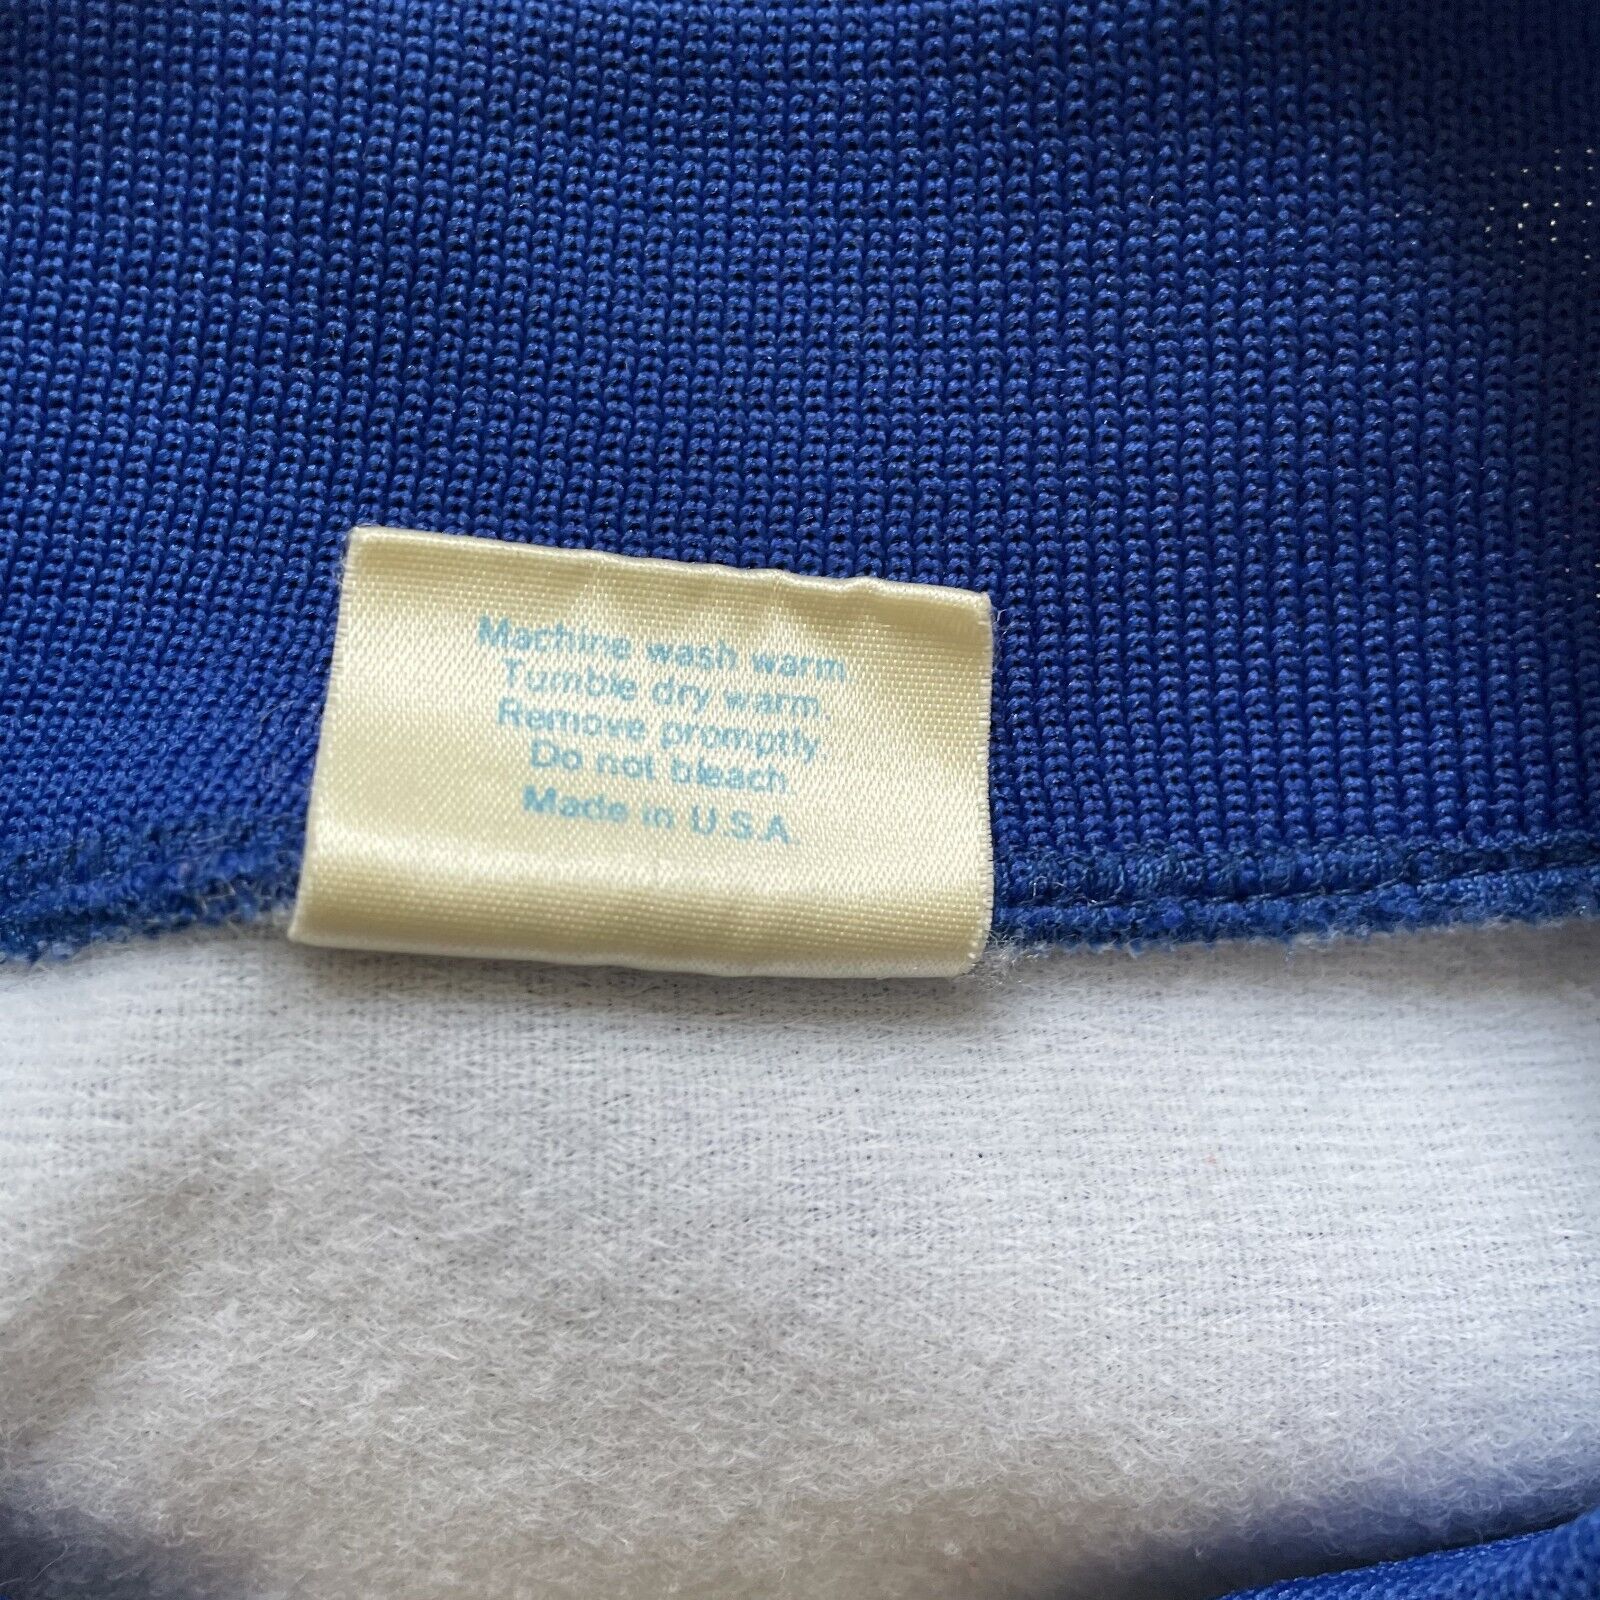 Machine wash warm.
Tumble dry warm.
Remove promptly.
Do not bleach
Made in U.S.A.